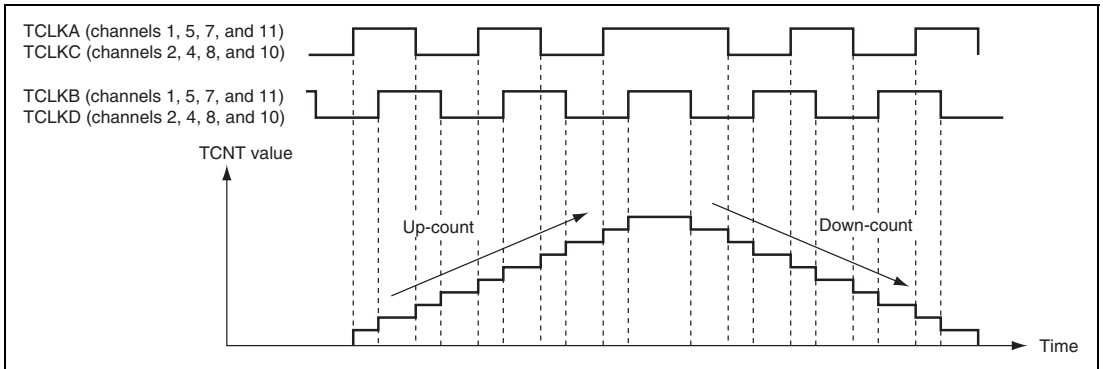 TCLKA (channels 1, 5, 7, and 11)
TCLKC (channels 2, 4, 8, and 10)
TCLKB (channels 1, 5, 7, and 11)
TCLKD (channels 2, 4, 8, and 10)
TCNT value
Up-count
Down-count
Time